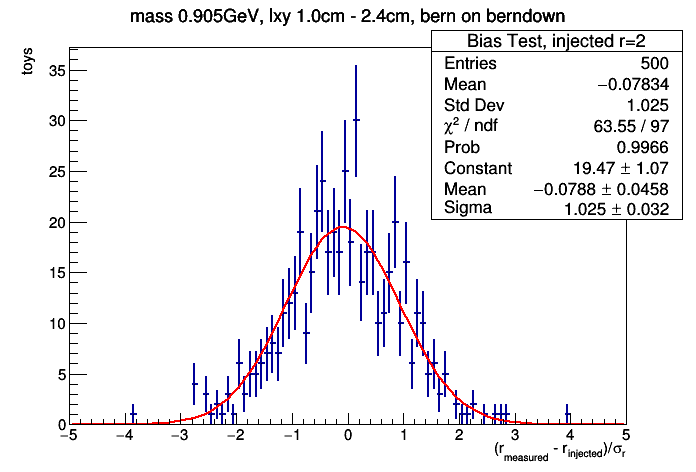 mass 0.905GeV, lxy 1.0cm - 2.4cm, bern on berndown
toys
Bias Test, injected r=2
Entries 500
Mean −0.07834
Std Dev 1.025
χ² / ndf 63.55 / 97
Prob 0.9966
Constant 19.47 ± 1.07
Mean −0.0788 ± 0.0458
Sigma 1.025 ± 0.032
35
30
25
20
15
10
5
0
−5 −4 −3 −2 −1 0 1 2 3 4 5
(r_measured - r_injected)/σ_r